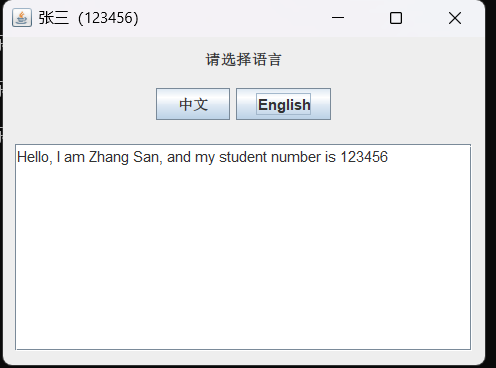 张三（123456）
请选择语言
中文 English
Hello, I am Zhang San, and my student number is 123456